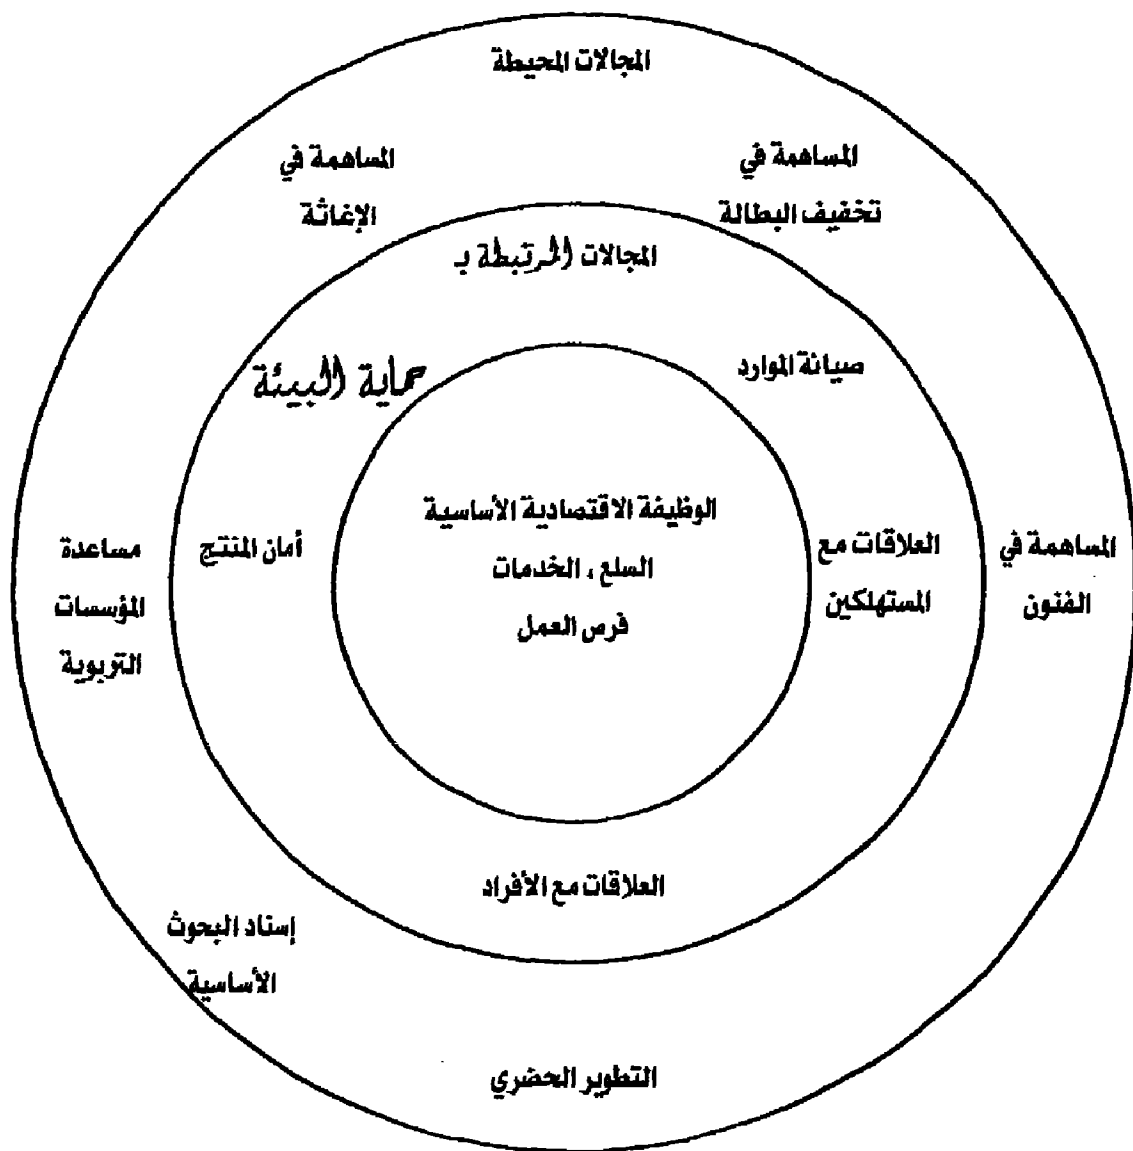 المجالات المحيطة
المساهمة في
تخفيف البطالة
المساهمة في
الإغاثة
المجالات المرتبطة بـ
صيانة الموارد
حماية البيئة
الوظيفة الاقتصادية الأساسية
السلع ، الخدمات
فرص العمل
المساهمة في
الفنون
العلاقات مع
المستهلكين
أمان المنتج
مساعدة
المؤسسات
التربوية
العلاقات مع الأفراد
إسناد البحوث
الأساسية
التطوير الحضري